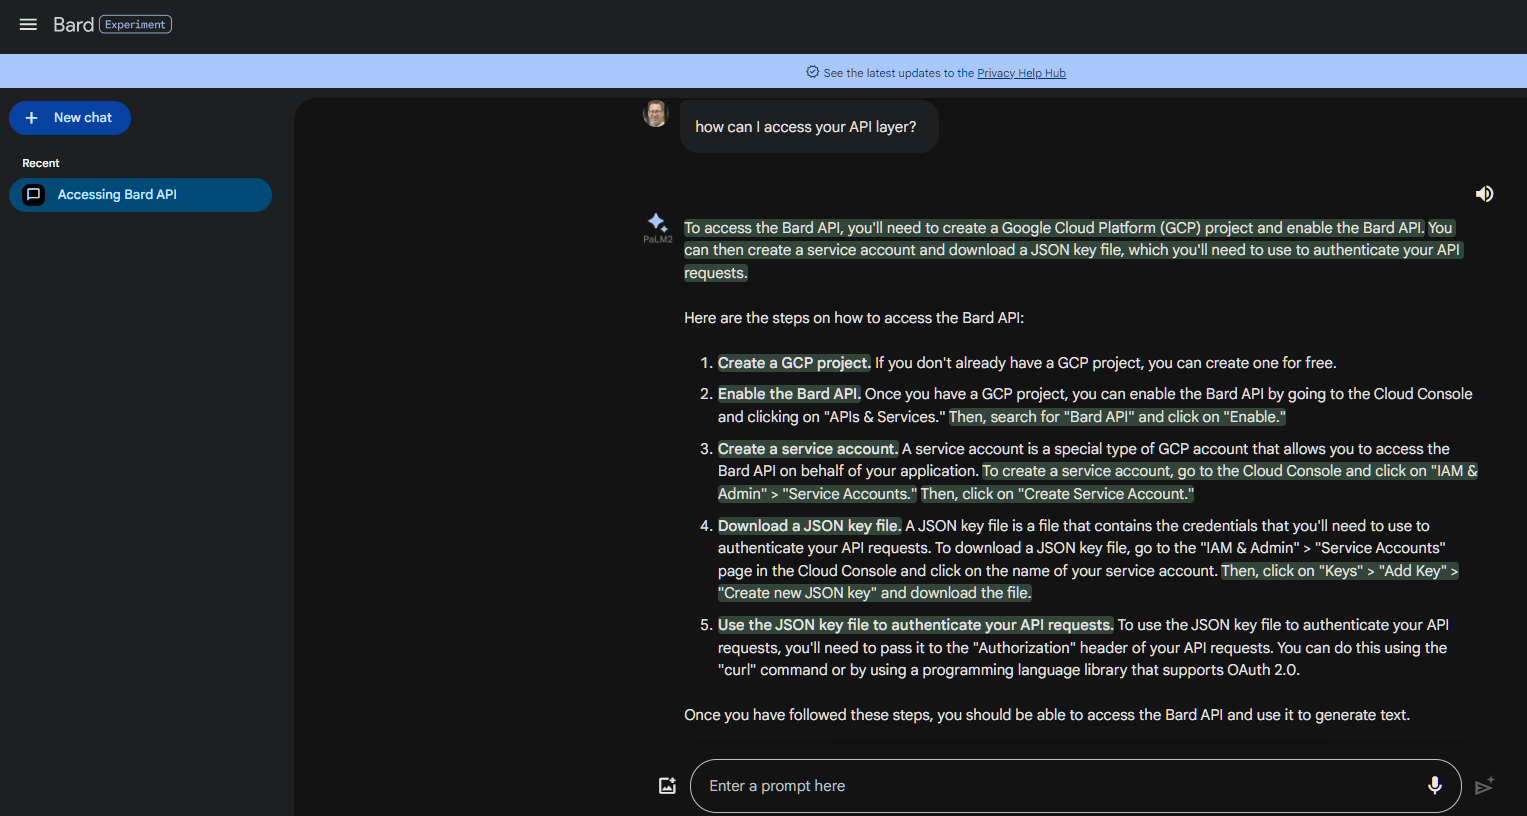 Bard Experiment
See the latest updates to the Privacy Help Hub
New chat
Recent
Accessing Bard API
how can I access your API layer?
PaLM2
To access the Bard API, you'll need to create a Google Cloud Platform (GCP) project and enable the Bard API. You
can then create a service account and download a JSON key file, which you'll need to use to authenticate your API
requests.
Here are the steps on how to access the Bard API:
1. Create a GCP project. If you don't already have a GCP project, you can create one for free.
2. Enable the Bard API. Once you have a GCP project, you can enable the Bard API by going to the Cloud Console
and clicking on "APIs & Services." Then, search for "Bard API" and click on "Enable."
3. Create a service account. A service account is a special type of GCP account that allows you to access the
Bard API on behalf of your application. To create a service account, go to the Cloud Console and click on "IAM &
Admin" > "Service Accounts." Then, click on "Create Service Account."
4. Download a JSON key file. A JSON key file is a file that contains the credentials that you'll need to use to
authenticate your API requests. To download a JSON key file, go to the "IAM & Admin" > "Service Accounts"
page in the Cloud Console and click on the name of your service account. Then, click on "Keys" > "Add Key" >
"Create new JSON key" and download the file.
5. Use the JSON key file to authenticate your API requests. To use the JSON key file to authenticate your API
requests, you'll need to pass it to the "Authorization" header of your API requests. You can do this using the
"curl" command or by using a programming language library that supports OAuth 2.0.
Once you have followed these steps, you should be able to access the Bard API and use it to generate text.
Enter a prompt here